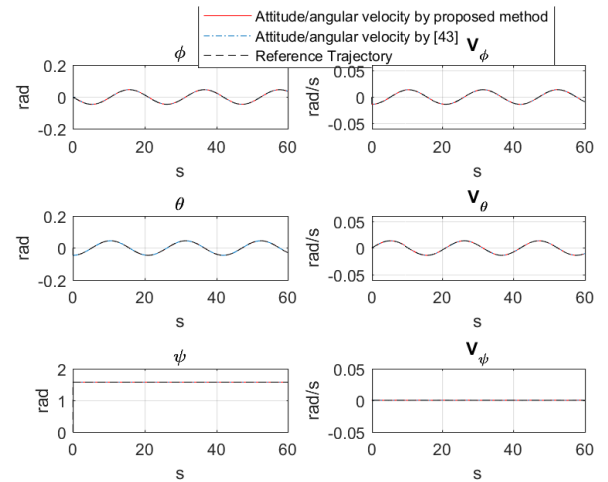 Attitude/angular velocity by proposed method
Attitude/angular velocity by [43]
Reference Trajectory
ϕ
0.2
0
-0.2
rad
0 20 40 60
s
V_ϕ
0.05
0
-0.05
rad/s
0 20 40 60
s
θ
0.2
0
-0.2
rad
0 20 40 60
s
V_θ
0.05
0
-0.05
rad/s
0 20 40 60
s
ψ
2
1
0
rad
0 20 40 60
s
V_ψ
0.05
0
-0.05
rad/s
0 20 40 60
s